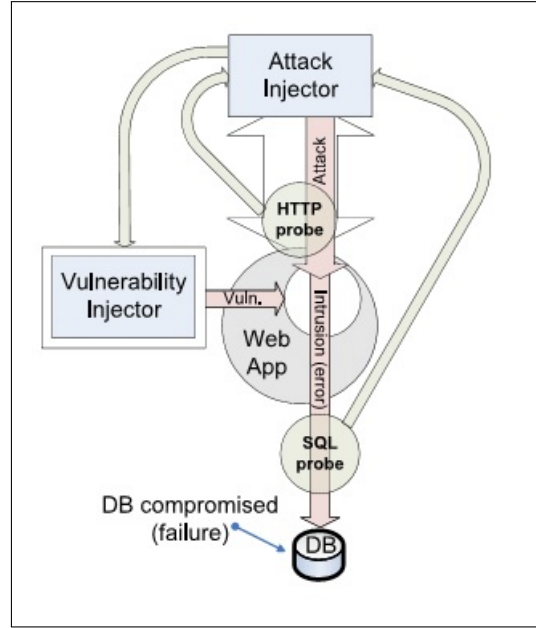 Attack
Injector
Attack
HTTP
probe
Vulnerability
Injector
Vuln.
Web
App
Intrusion (error)
SQL
probe
DB compromised
(failure)
DB